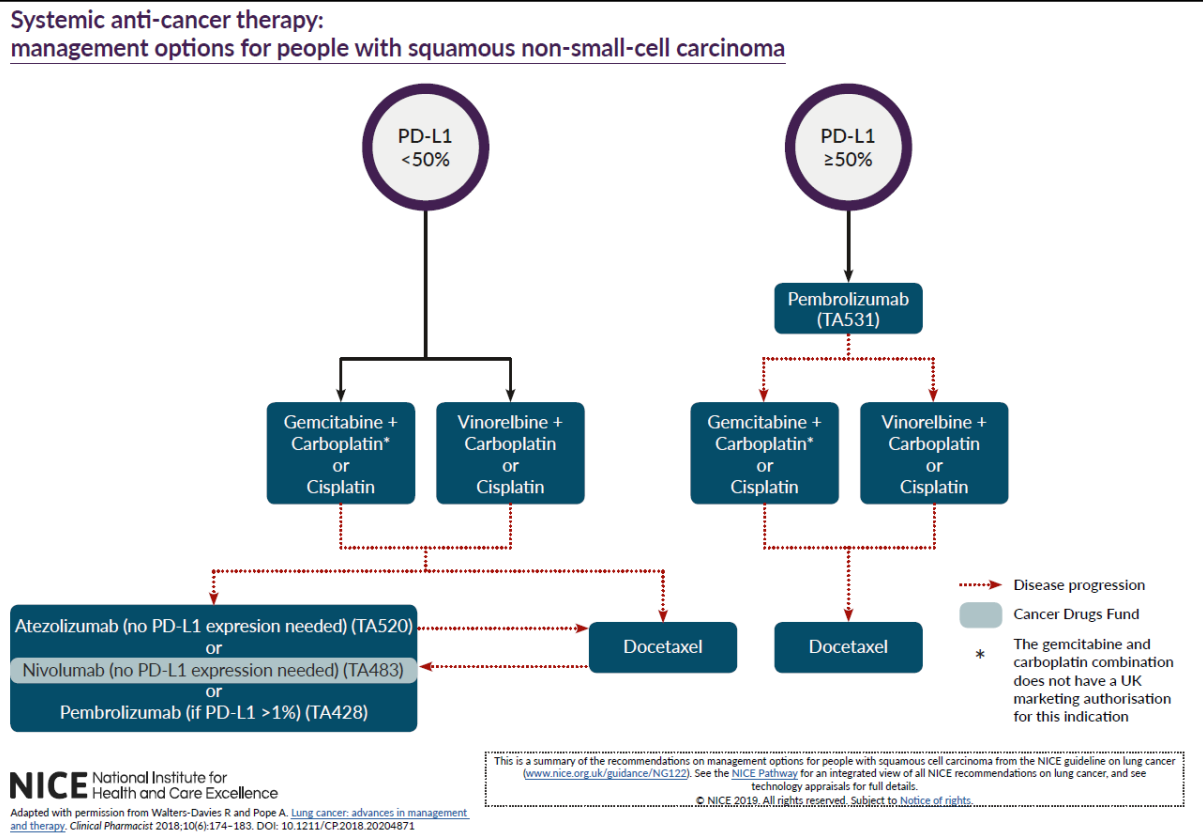 Systemic anti-cancer therapy:
management options for people with squamous non-small-cell carcinoma
PD-L1
<50%
PD-L1
≥50%
Pembrolizumab
(TA531)
Gemcitabine +
Carboplatin*
or
Cisplatin
Vinorelbine +
Carboplatin
or
Cisplatin
Gemcitabine +
Carboplatin*
or
Cisplatin
Vinorelbine +
Carboplatin
or
Cisplatin
Atezolizumab (no PD-L1 expresion needed) (TA520)
or
Nivolumab (no PD-L1 expression needed) (TA483)
or
Pembrolizumab (if PD-L1 >1%) (TA428)
Docetaxel
Docetaxel
Disease progression
Cancer Drugs Fund
* The gemcitabine and
carboplatin combination
does not have a UK
marketing authorisation
for this indication
NICE National Institute for
Health and Care Excellence
Adapted with permission from Walters-Davies R and Pope A. Lung cancer: advances in management
and therapy. Clinical Pharmacist 2018;10(6):174–183. DOI: 10.1211/CP.2018.20204871
This is a summary of the recommendations on management options for people with squamous cell carcinoma from the NICE guideline on lung cancer
(www.nice.org.uk/guidance/NG122). See the NICE Pathway for an integrated view of all NICE recommendations on lung cancer, and see
technology appraisals for full details.
© NICE 2019. All rights reserved. Subject to Notice of rights.